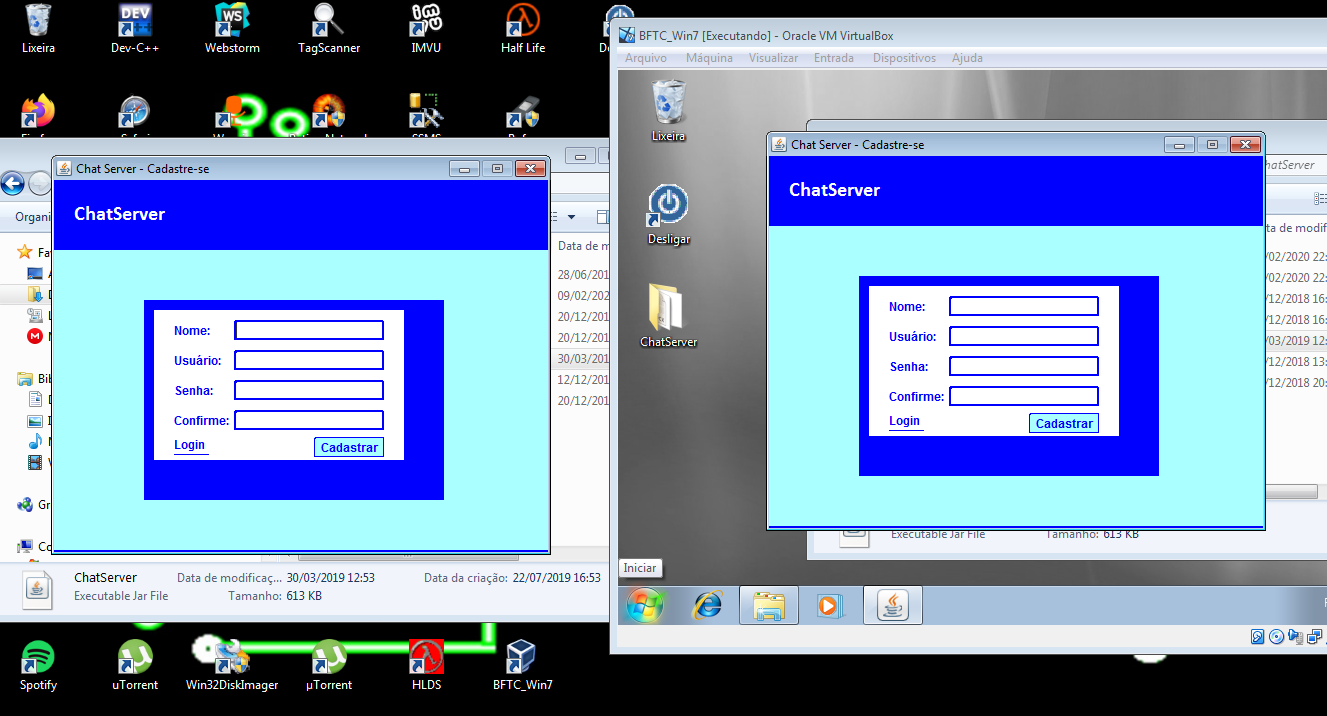 Lixeira
Dev-C++
Webstorm
TagScanner
IMVU
Half Life
BFTC_Win7 [Executando] - Oracle VM VirtualBox
Arquivo Máquina Visualizar Entrada Dispositivos Ajuda
Lixeira
Desligar
ChatServer
Chat Server - Cadastre-se
ChatServer
Nome:
Usuário:
Senha:
Confirme:
Login
Cadastrar
Organi
Fa
Bib
Gr
Co
Data de m
28/06/201
09/02/202
20/12/201
20/12/201
30/03/201
12/12/201
20/12/201
ChatServer Data de modificaç... 30/03/2019 12:53 Data da criação: 22/07/2019 16:53
Executable Jar File Tamanho: 613 KB
Chat Server - Cadastre-se
ChatServer
Nome:
Usuário:
Senha:
Confirme:
Login
Cadastrar
hatServer
ta de modif
/02/2020 22:
/02/2020 22:
/12/2018 16:
/12/2018 16:
/03/2019 12:
/12/2018 13:
/12/2018 20:
Executable Jar File Tamanho: 613 KB
Iniciar
Spotify
uTorrent
Win32DiskImager
µTorrent
HLDS
BFTC_Win7